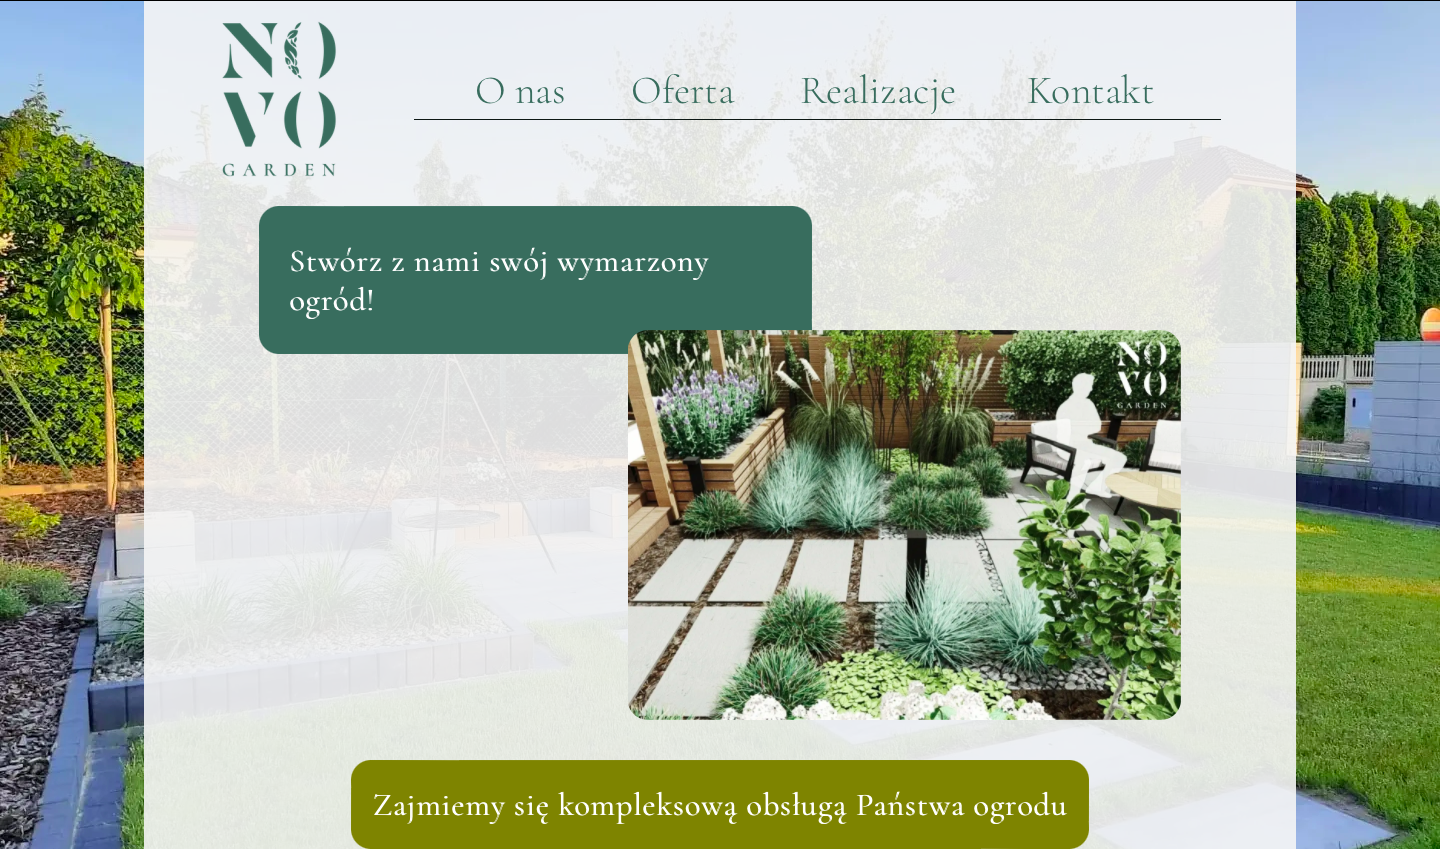 NO
VO
GARDEN
O nas Oferta Realizacje Kontakt
Stwórz z nami swój wymarzony
ogród!
NO
VO
GARDEN
Zajmiemy się kompleksową obsługą Państwa ogrodu